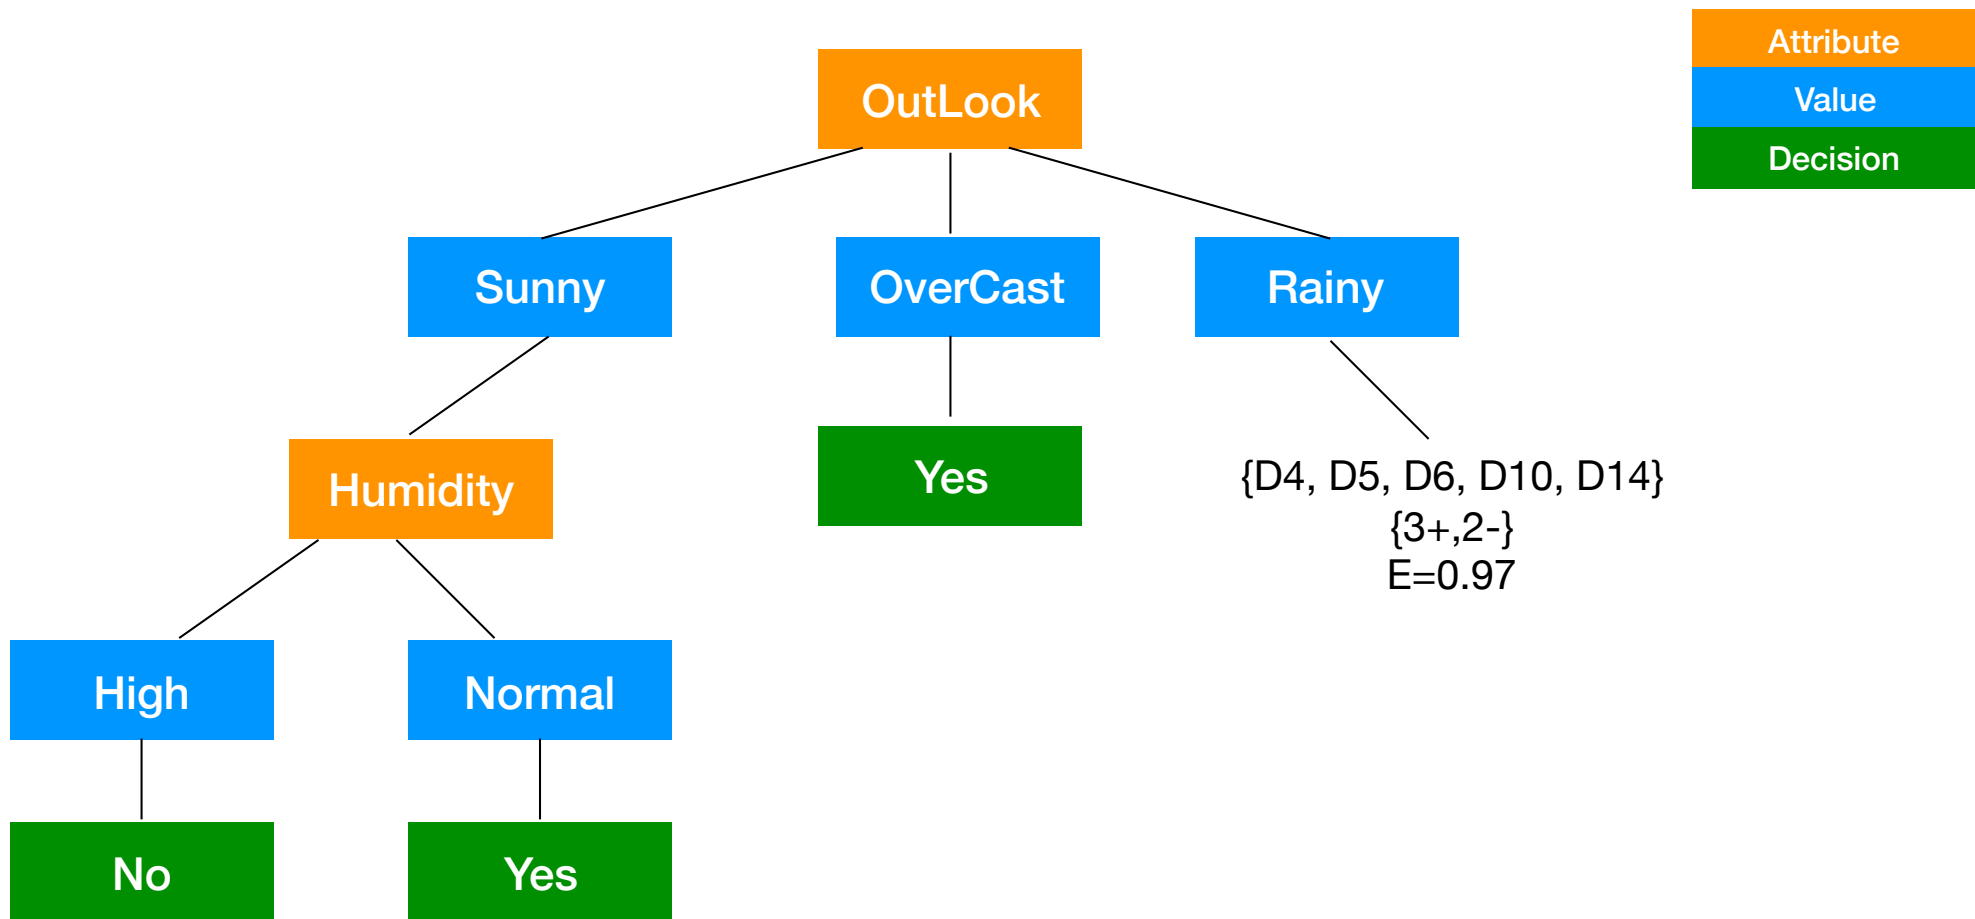 Attribute
Value
Decision
OutLook
Sunny
OverCast
Rainy
Humidity
Yes
{D4, D5, D6, D10, D14}
{3+,2-}
E=0.97
High
Normal
No
Yes